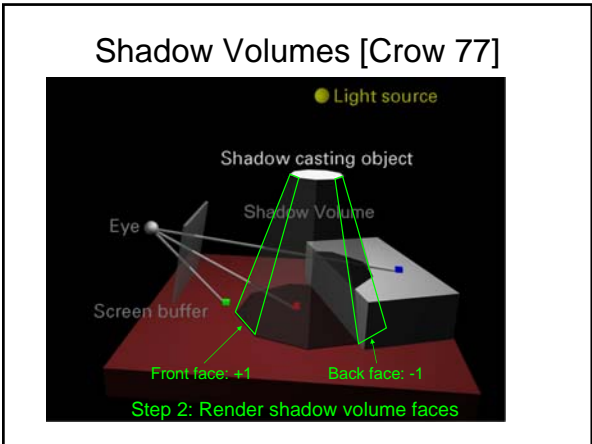 Shadow Volumes [Crow 77]
Light source
Shadow casting object
Shadow Volume
Eye
Screen buffer
Front face: +1
Back face: -1
Step 2: Render shadow volume faces